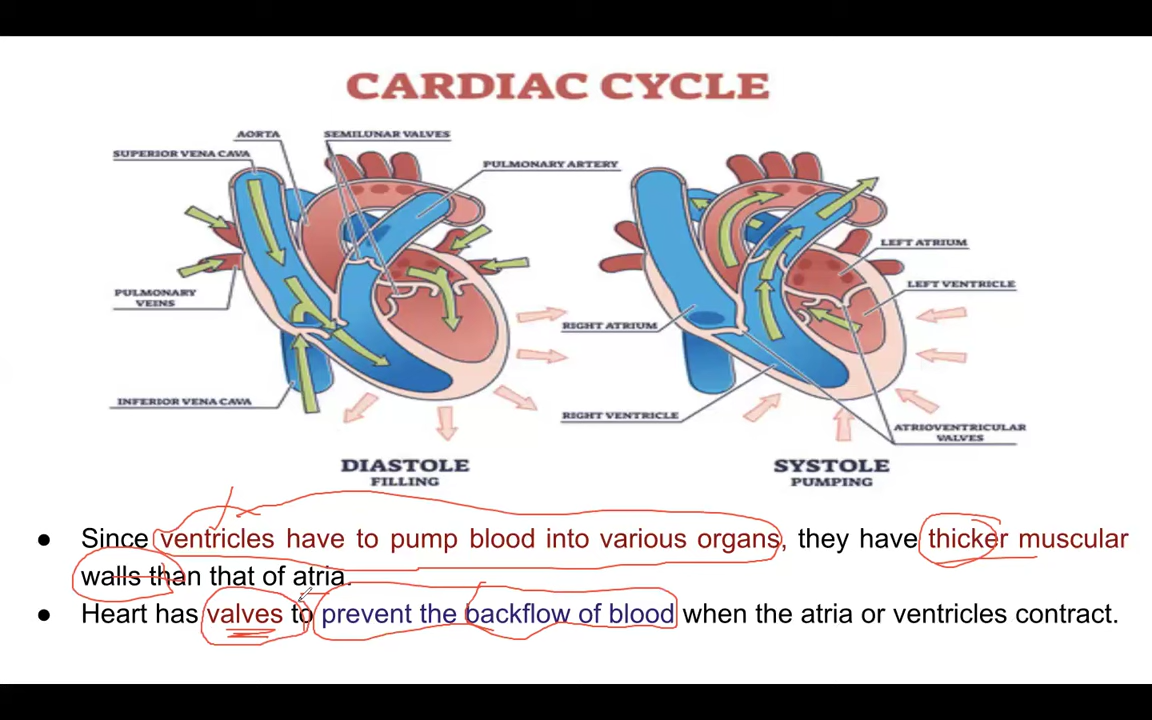 CARDIAC CYCLE
AORTA
SEMILUNAR VALVES
SUPERIOR VENA CAVA
PULMONARY ARTERY
PULMONARY
VEINS
INFERIOR VENA CAVA
LEFT ATRIUM
LEFT VENTRICLE
RIGHT ATRIUM
RIGHT VENTRICLE
ATRIOVENTRICULAR
VALVES
DIASTOLE
FILLING
SYSTOLE
PUMPING
● Since ventricles have to pump blood into various organs, they have thicker muscular
walls than that of atria.
● Heart has valves to prevent the backflow of blood when the atria or ventricles contract.